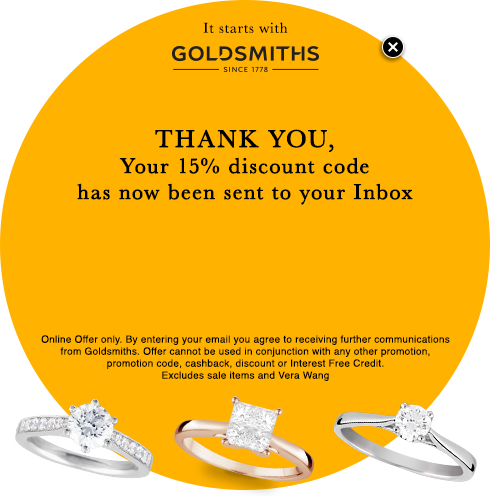 It starts with
GOLDSMITHS
SINCE 1778
THANK YOU,
Your 15% discount code
has now been sent to your Inbox
Online Offer only. By entering your email you agree to receiving further communications
from Goldsmiths. Offer cannot be used in conjunction with any other promotion,
promotion code, cashback, discount or Interest Free Credit.
Excludes sale items and Vera Wang